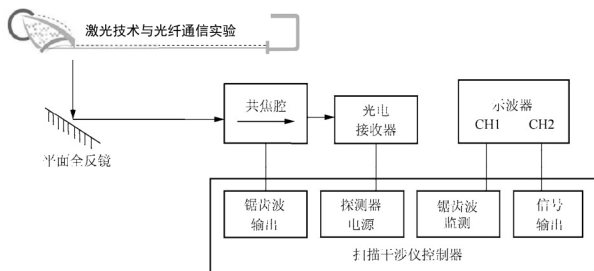 激光技术与光纤通信实验
共焦腔
光电
接收器
示波器
CH1 CH2
平面全反镜
锯齿波
输出
探测器
电源
锯齿波
监测
信号
输出
扫描干涉仪控制器